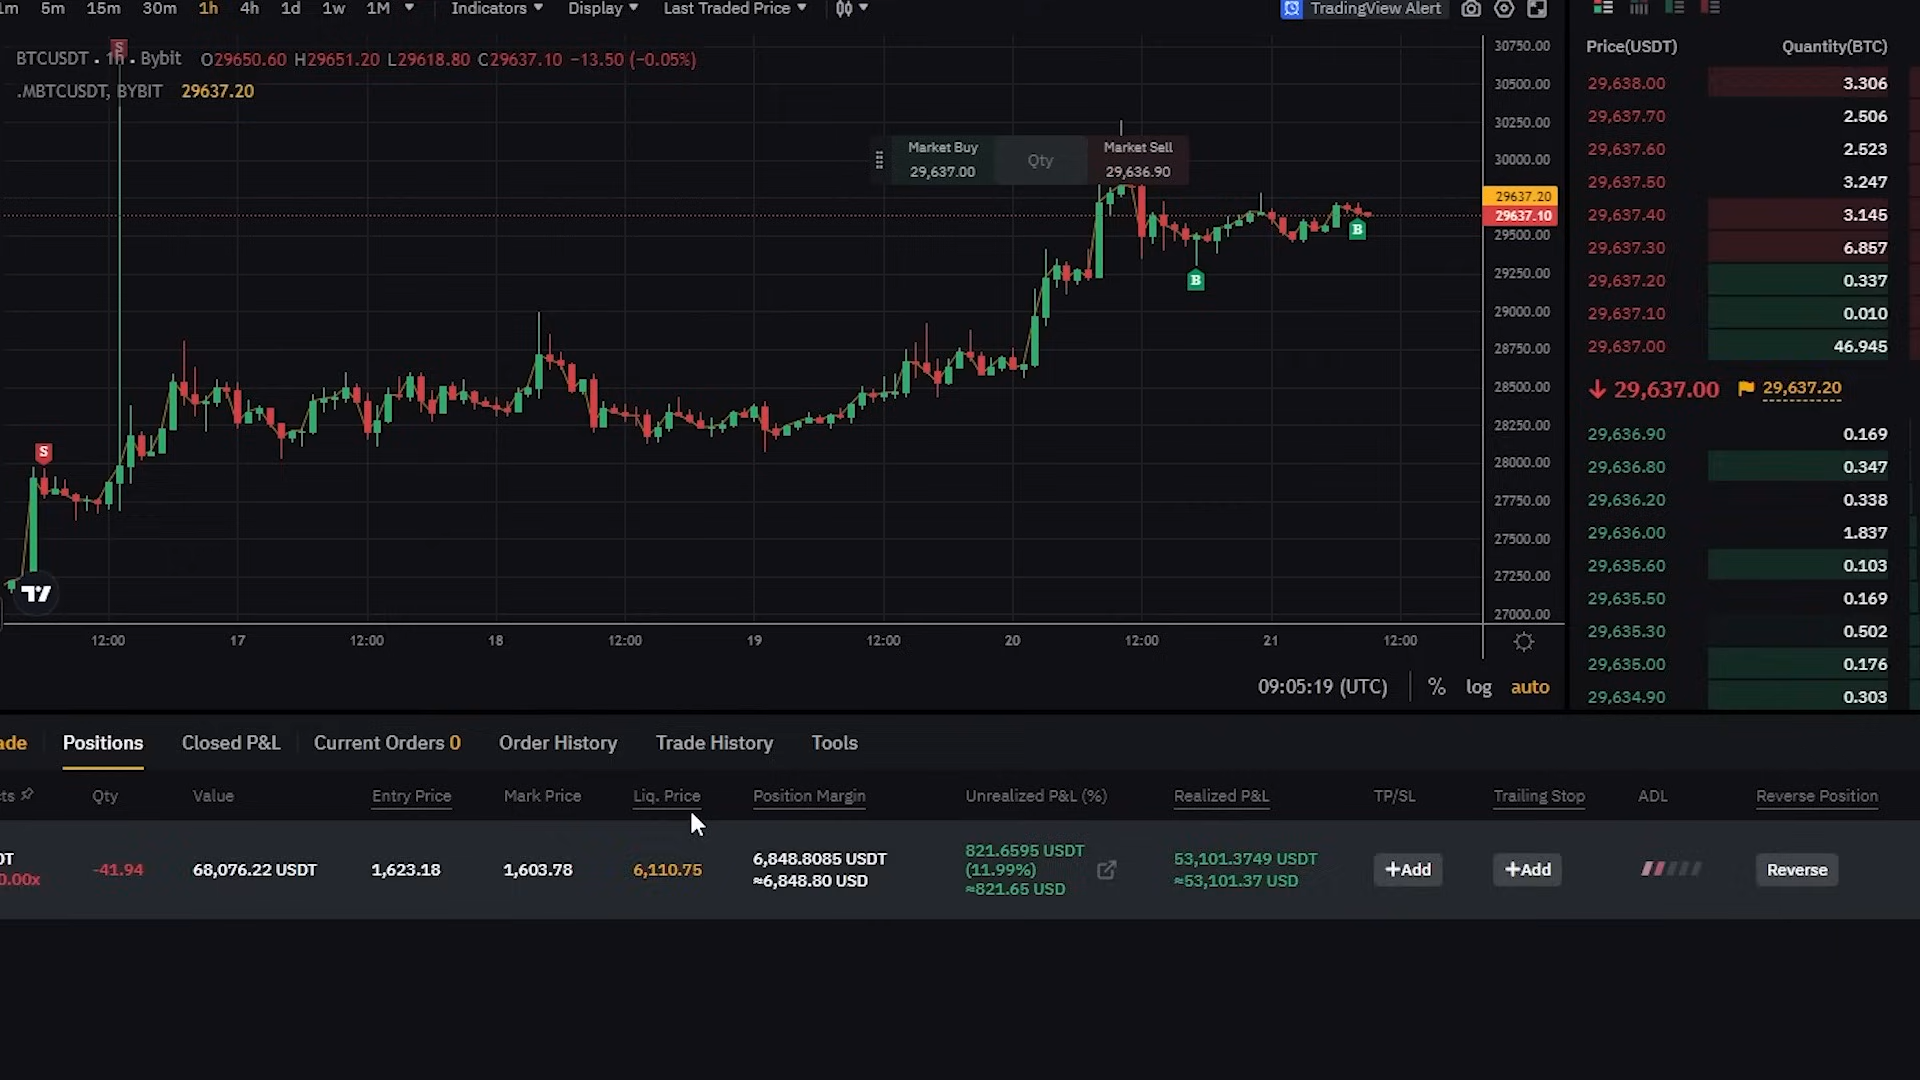 1m 5m 15m 30m 1h 4h 1d 1w 1M Indicators Display Last Traded Price TradingView Alert
S
BTCUSDT 1h Bybit O29650.60 H29651.20 L29618.80 C29637.10 −13.50 (−0.05%)
.MBTCUSDT, BYBIT 29637.20
Market Buy
29,637.00
Qty
Market Sell
29,636.90
B
B
S
30750.00
30500.00
30250.00
30000.00
29637.20
29637.10
29500.00
29250.00
29000.00
28750.00
28500.00
28250.00
28000.00
27750.00
27500.00
27250.00
27000.00
12:00 17 12:00 18 12:00 19 12:00 20 12:00 21 12:00
09:05:19 (UTC) % log auto
Price(USDT) Quantity(BTC)
29,638.00 3.306
29,637.70 2.506
29,637.60 2.523
29,637.50 3.247
29,637.40 3.145
29,637.30 6.857
29,637.20 0.337
29,637.10 0.010
29,637.00 46.945
29,637.00 29,637.20
29,636.90 0.169
29,636.80 0.347
29,636.20 0.338
29,636.00 1.837
29,635.60 0.103
29,635.50 0.169
29,635.30 0.502
29,635.00 0.176
29,634.90 0.303
ade Positions Closed P&L Current Orders 0 Order History Trade History Tools
cts Qty Value Entry Price Mark Price Liq. Price Position Margin Unrealized P&L (%) Realized P&L TP/SL Trailing Stop ADL Reverse Position
DT
0.00x
-41.94 68,076.22 USDT 1,623.18 1,603.78 6,110.75
6,848.8085 USDT
≈6,848.80 USD
821.6595 USDT
(11.99%)
≈821.65 USD
53,101.3749 USDT
≈53,101.37 USD
+Add +Add Reverse